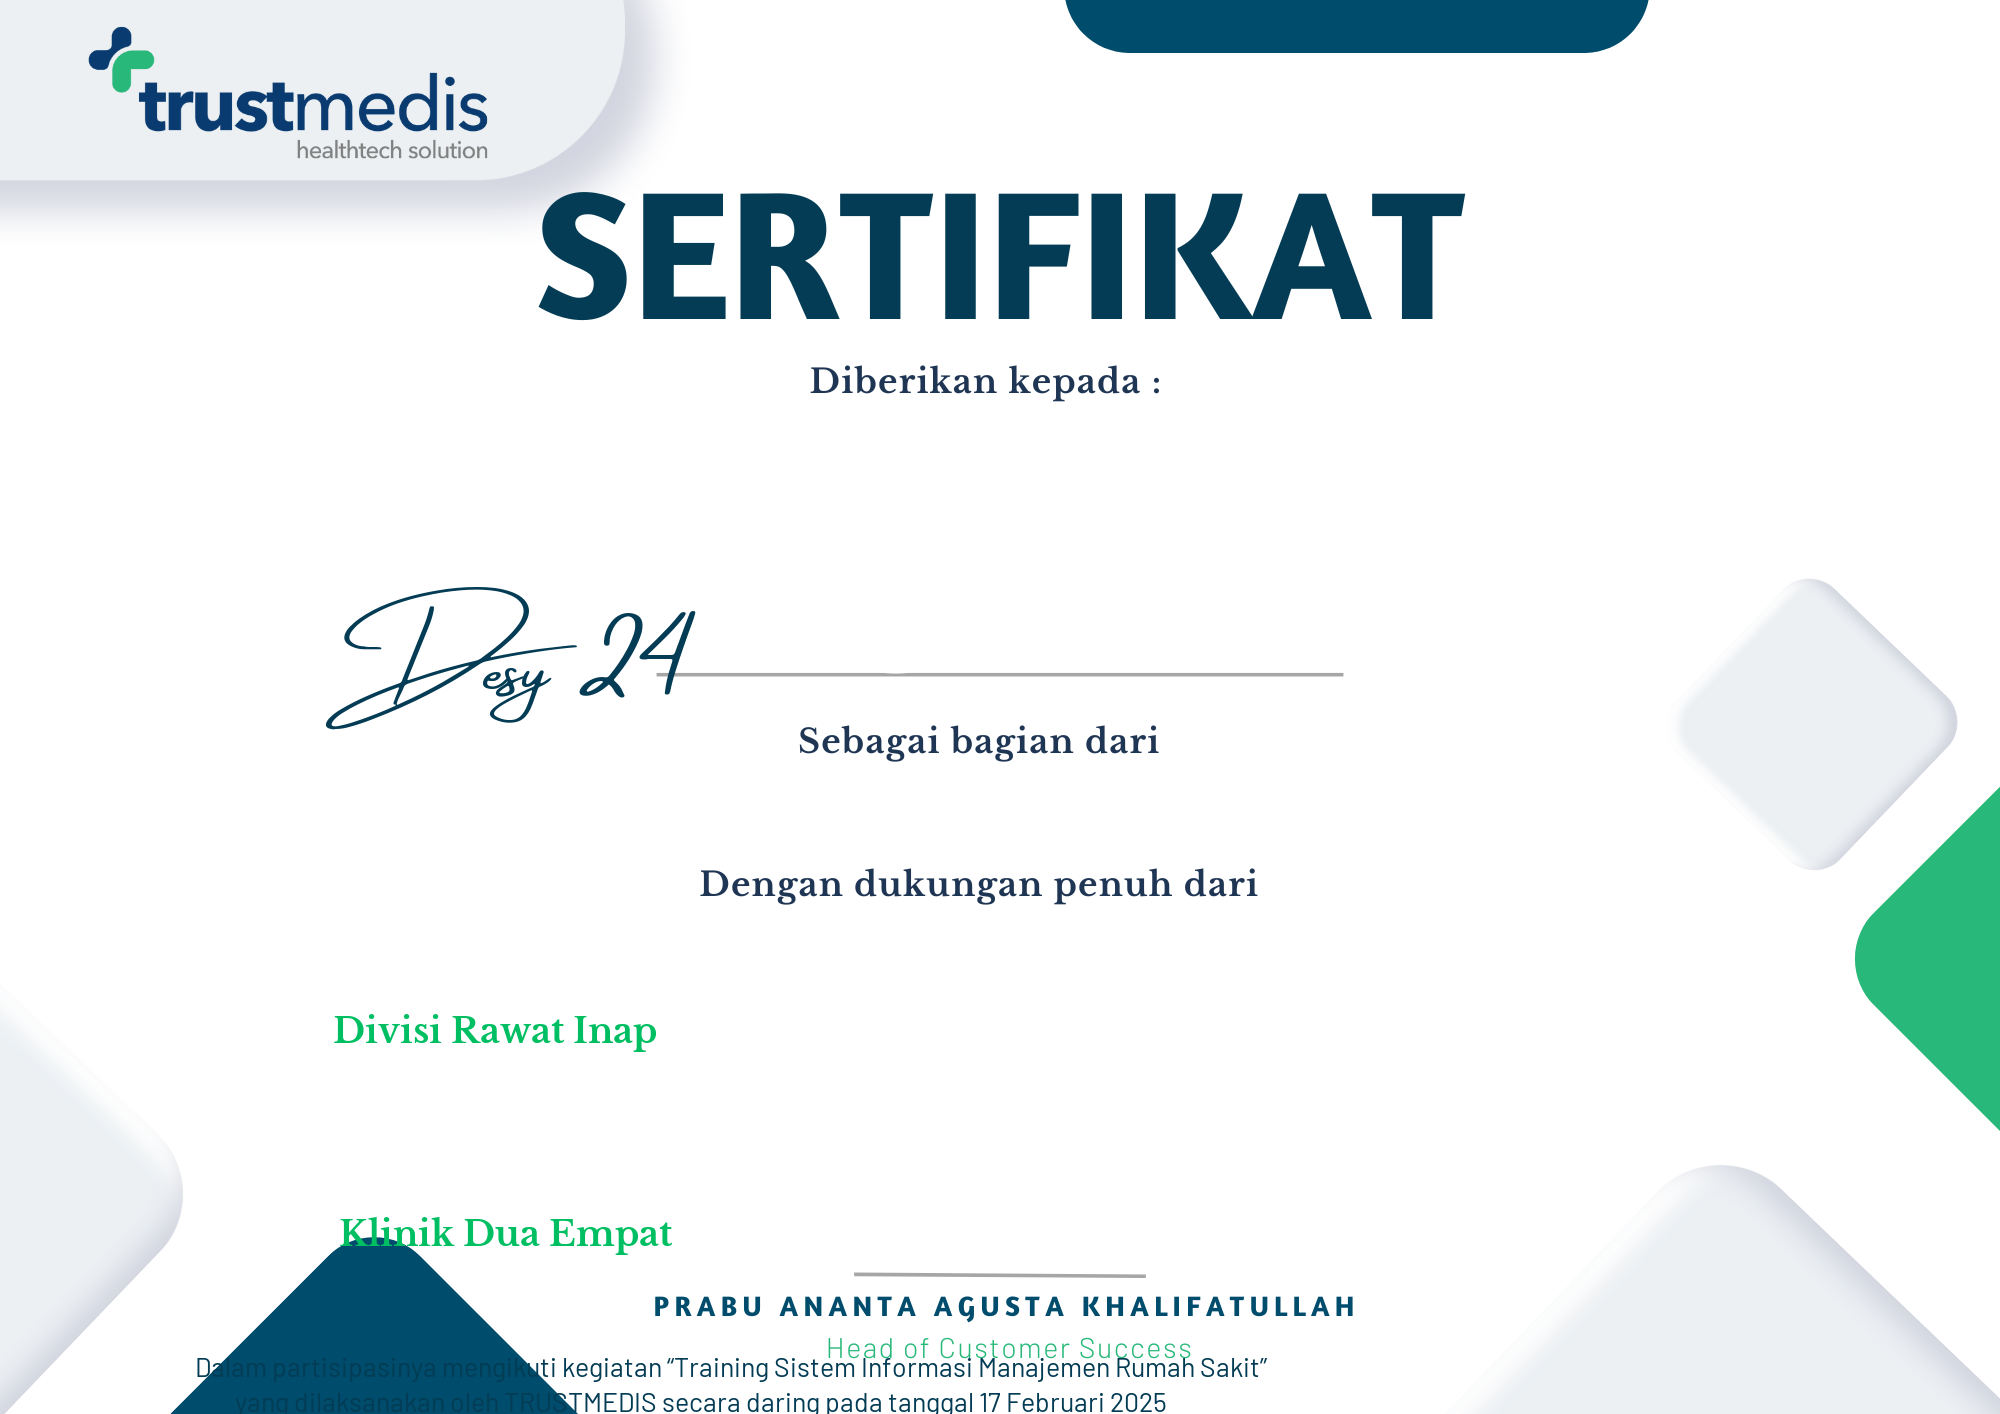 trustmedis
healthtech solution
SERTIFIKAT
Diberikan kepada :
Desy 24
Sebagai bagian dari
Dengan dukungan penuh dari
Divisi Rawat Inap
Klinik Dua Empat
PRABU ANANTA AGUSTA KHALIFATULLAH
Head of Customer Success
Dalam partisipasinya mengikuti kegiatan “Training Sistem Informasi Manajemen Rumah Sakit”
yang dilaksanakan oleh TRUSTMEDIS secara daring pada tanggal 17 Februari 2025